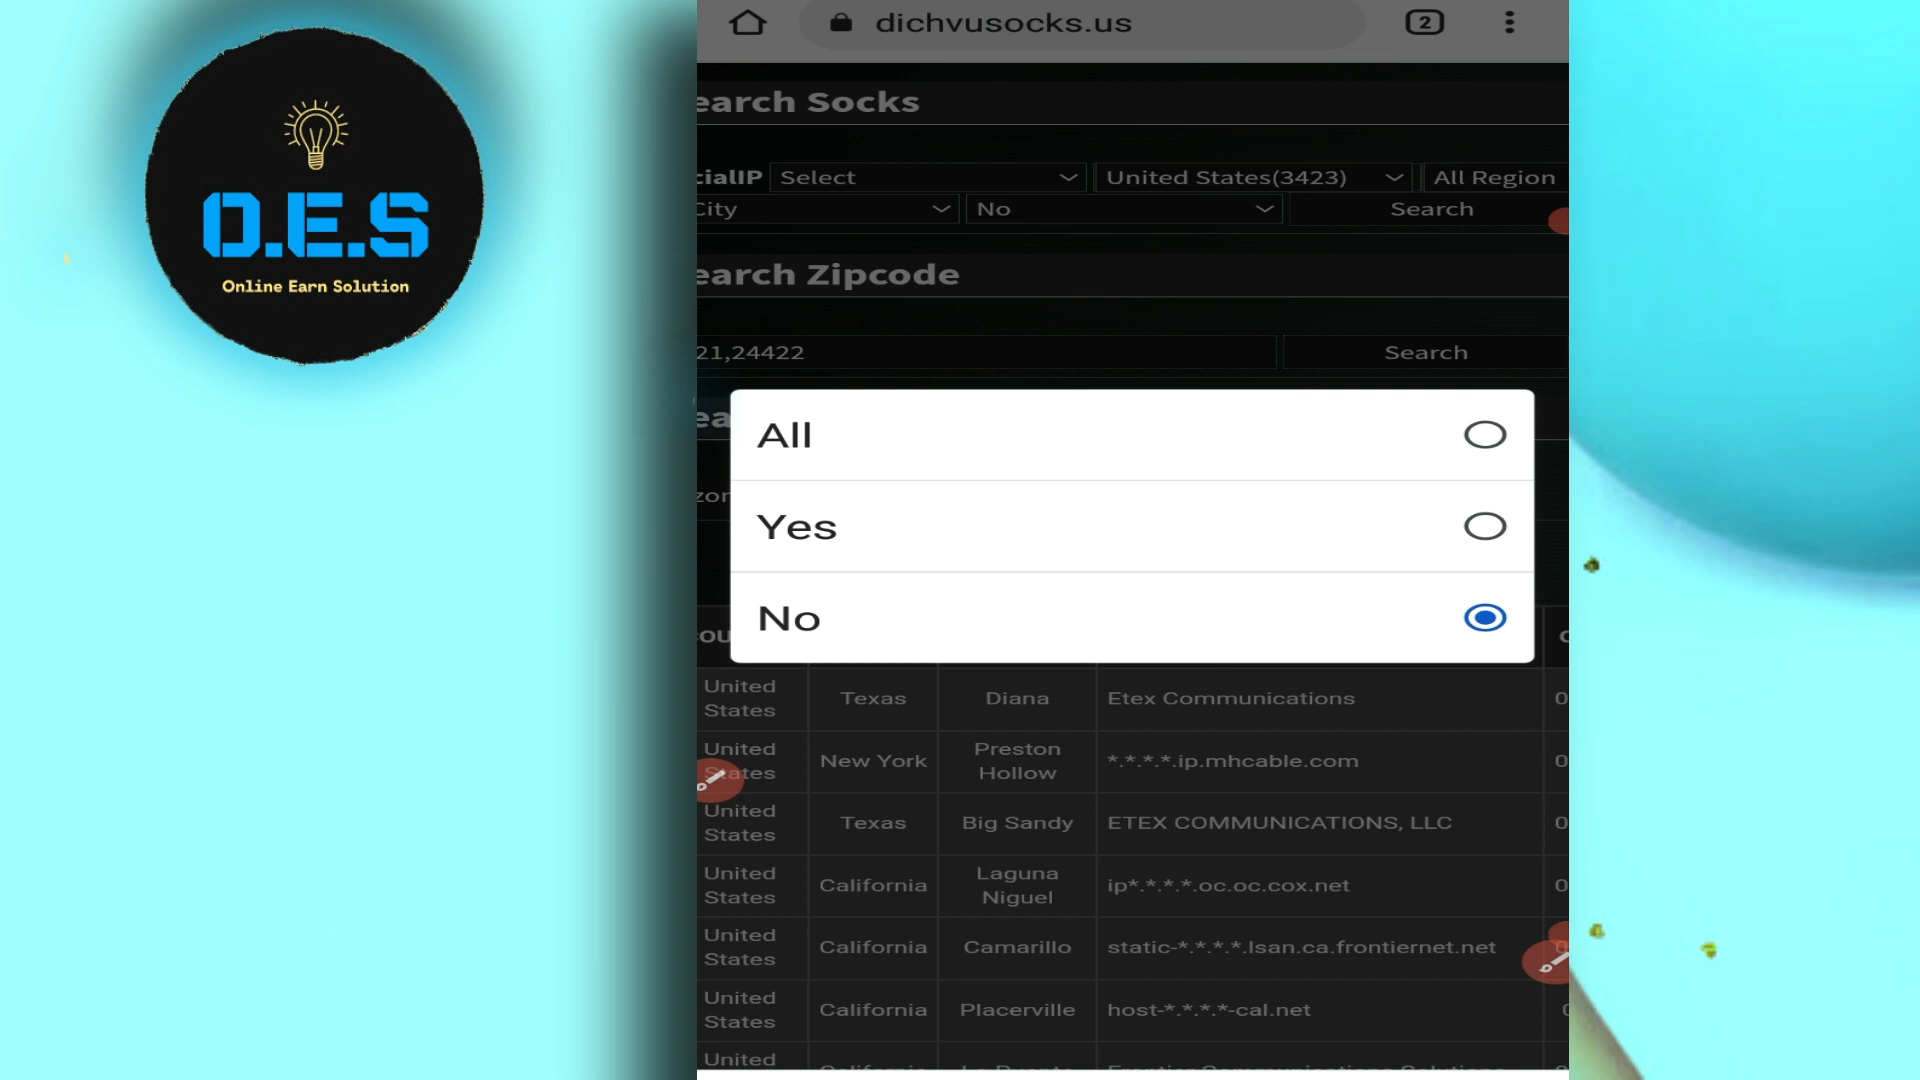 O.E.S
Online Earn Solution
dichvusocks.us
2
earch Socks
cialIP Select United States(3423) All Region
City No Search
earch Zipcode
21,24422 Search
All
Yes
No
United States Texas Diana Etex Communications 0
United States New York Preston Hollow *.*.*.*.ip.mhcable.com 0
United States Texas Big Sandy ETEX COMMUNICATIONS, LLC 0
United States California Laguna Niguel ip*.*.*.*.oc.oc.cox.net 0
United States California Camarillo static-*.*.*.*.lsan.ca.frontiernet.net
United States California Placerville host-*.*.*.*-cal.net
United